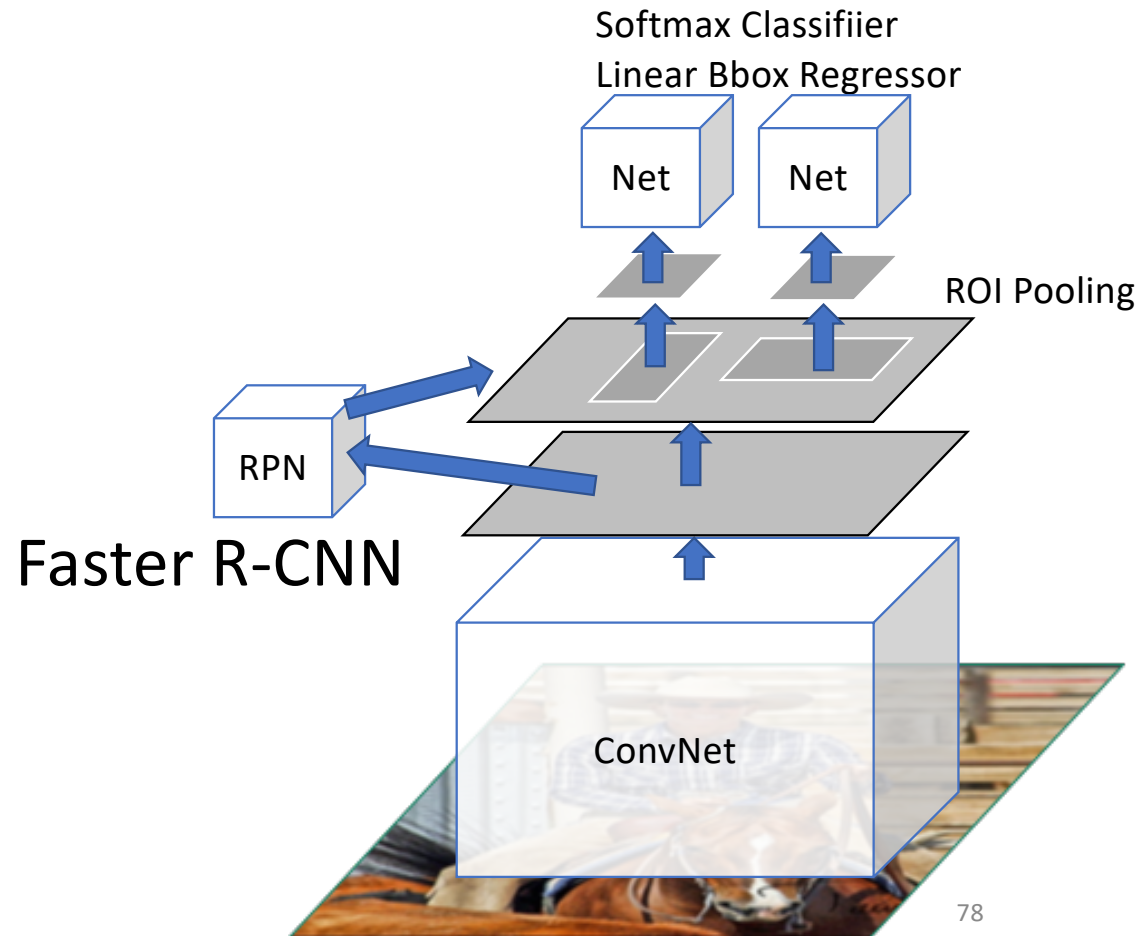 Softmax Classifiier
Linear Bbox Regressor
Net
Net
ROI Pooling
RPN
Faster R-CNN
ConvNet
78